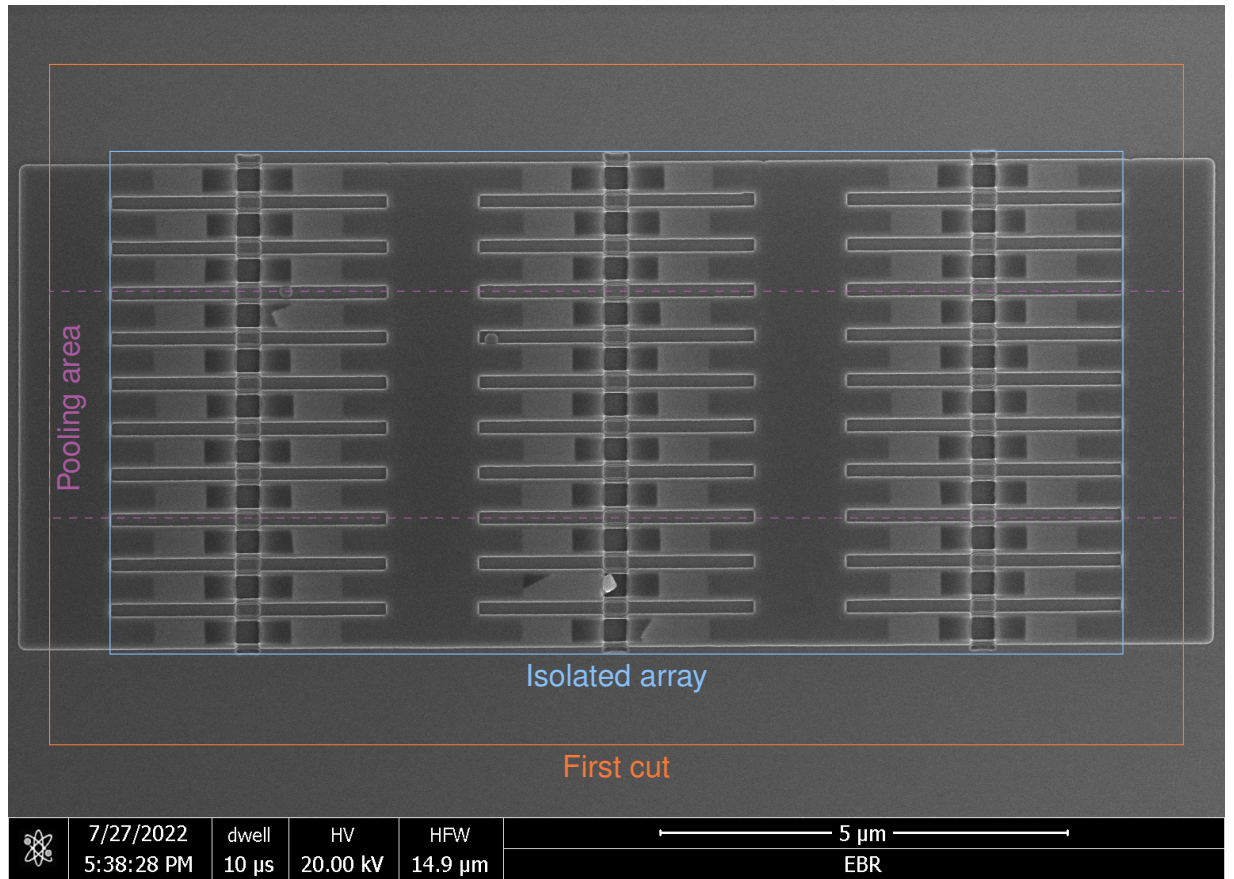 Pooling area
Isolated array
First cut
7/27/2022
5:38:28 PM
dwell
10 µs
HV
20.00 kV
HFW
14.9 µm
5 µm
EBR